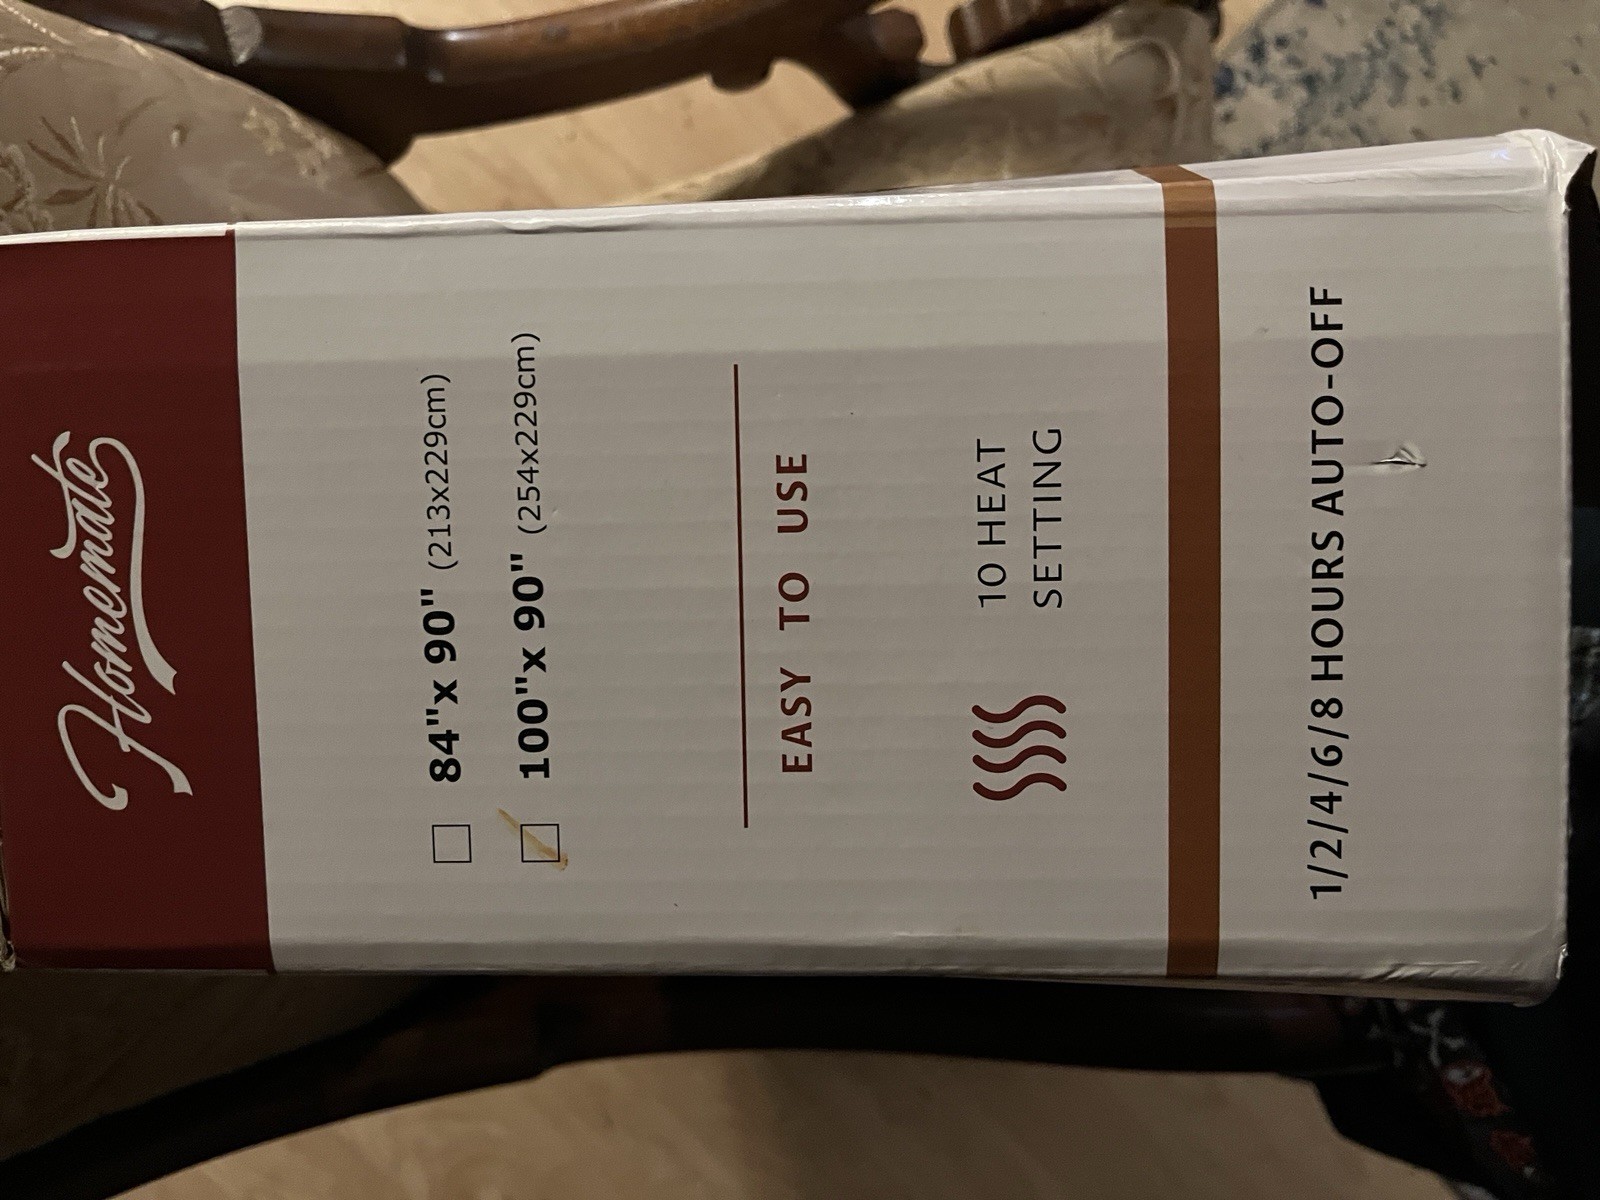 Homemate
84"x 90" (213x229cm)
100"x 90" (254x229cm)
EASY TO USE
10 HEAT
SETTING
1/2/4/6/8 HOURS AUTO-OFF